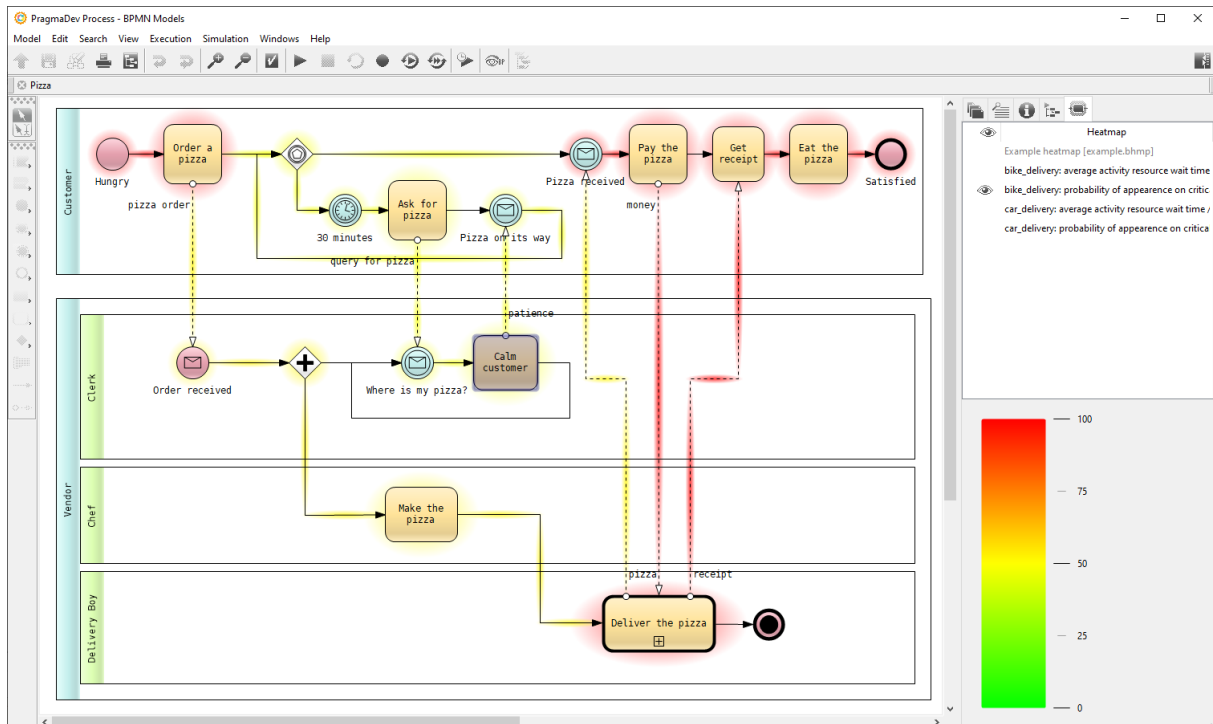 PragmaDev Process - BPMN Models
Model Edit Search View Execution Simulation Windows Help
Pizza
Customer
Hungry
Order a
pizza
pizza order
30 minutes
Ask for
pizza
query for pizza
Pizza on its way
Pizza received
Pay the
pizza
money
Get
receipt
Eat the
pizza
Satisfied
Vendor
Clerk
Order received
Where is my pizza?
Calm
customer
patience
Chef
Make the
pizza
Delivery Boy
pizza
receipt
Deliver the pizza
Heatmap
Example heatmap [example.bhmp]
bike_delivery: average activity resource wait time
bike_delivery: probability of appearence on critic
car_delivery: average activity resource wait time /
car_delivery: probability of appearence on critica
100
75
50
25
0